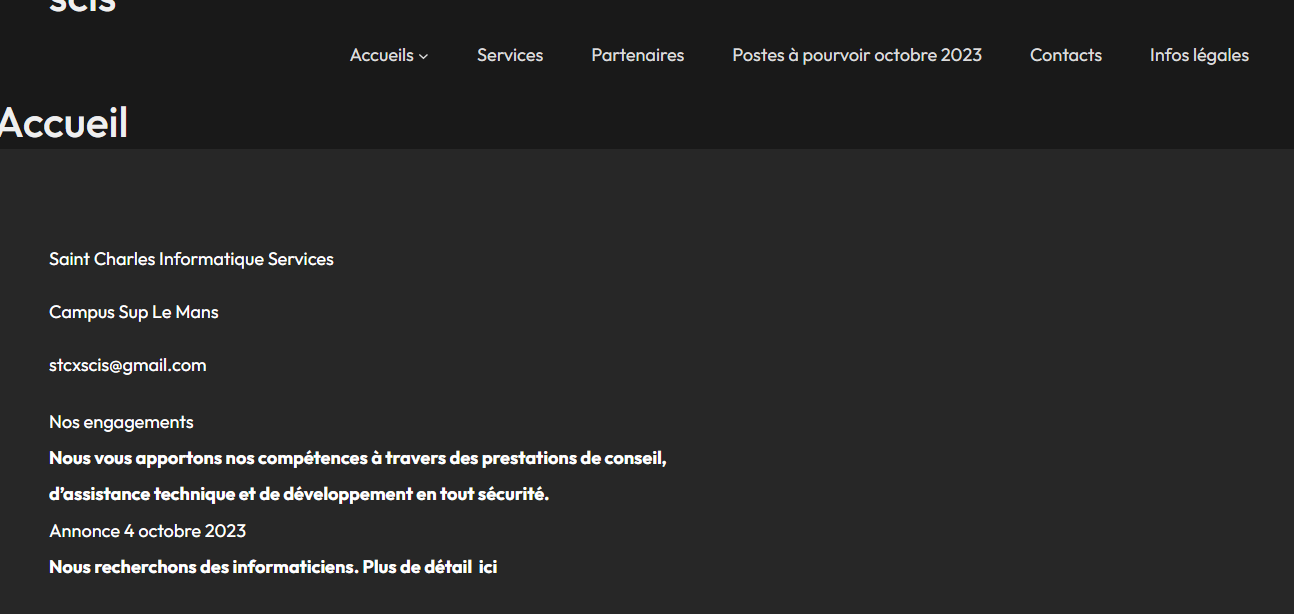 scis
Accueils
Services
Partenaires
Postes à pourvoir octobre 2023
Contacts
Infos légales
Accueil
Saint Charles Informatique Services
Campus Sup Le Mans
stcxscis@gmail.com
Nos engagements
Nous vous apportons nos compétences à travers des prestations de conseil,
d’assistance technique et de développement en tout sécurité.
Annonce 4 octobre 2023
Nous recherchons des informaticiens. Plus de détail ici